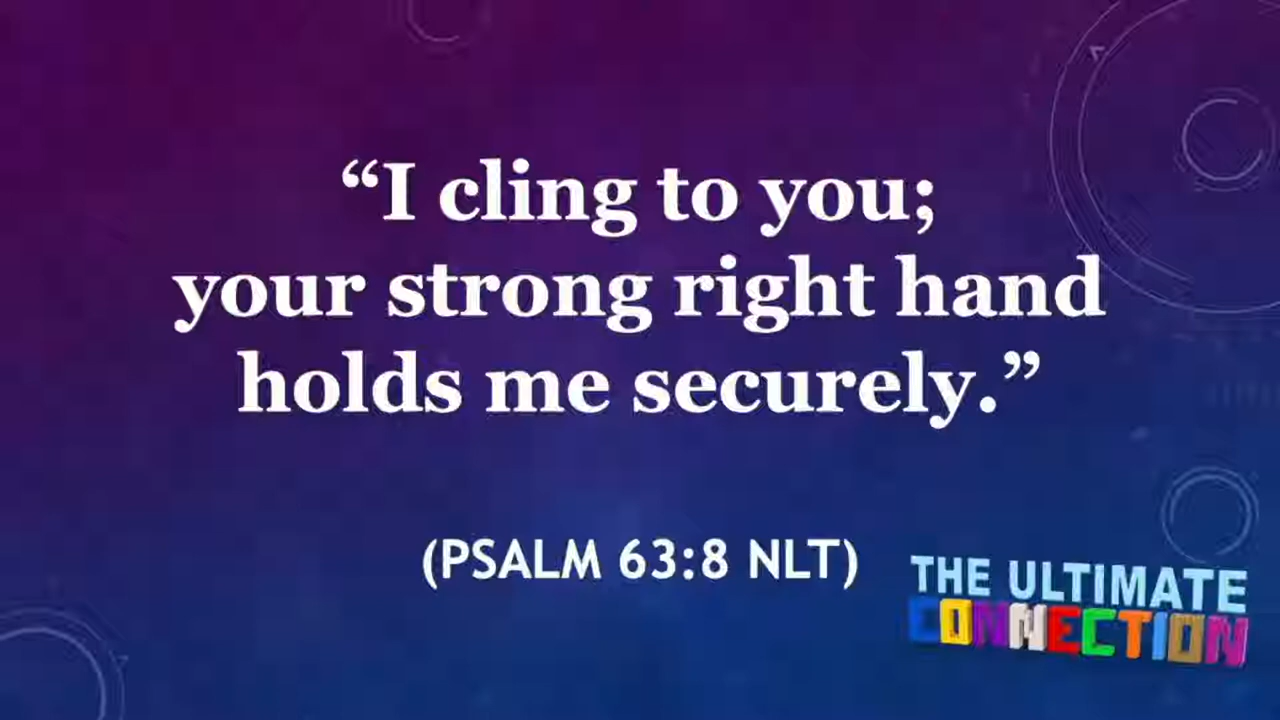 “I cling to you;
your strong right hand
holds me securely.”
(PSALM 63:8 NLT)
THE ULTIMATE
CONNECTION